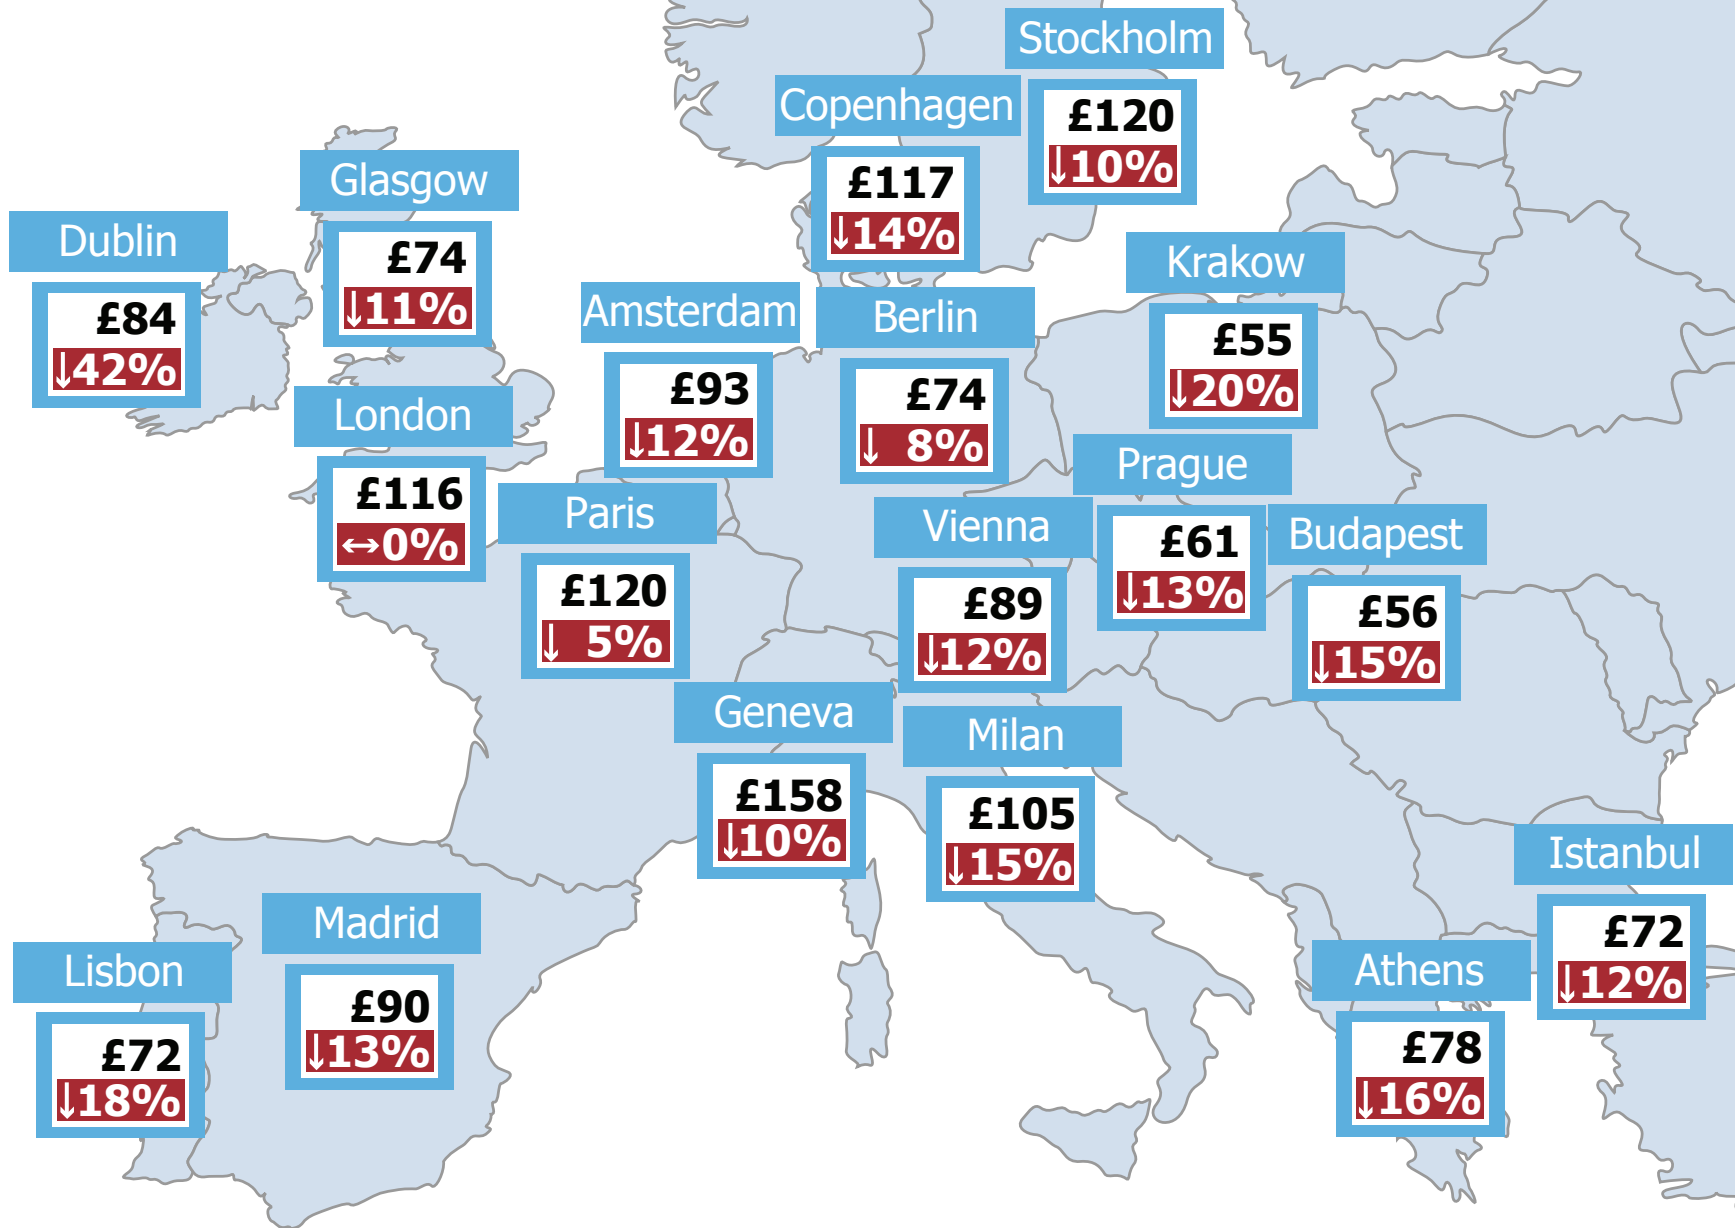 Stockholm
£120
↓10%
Copenhagen
£117
↓14%
Glasgow
£74
↓11%
Dublin
£84
↓42%
Krakow
£55
↓20%
Amsterdam
£93
↓12%
Berlin
£74
↓ 8%
London
£116
↔0%
Prague
£61
↓13%
Paris
£120
↓ 5%
Vienna
£89
↓12%
Budapest
£56
↓15%
Geneva
£158
↓10%
Milan
£105
↓15%
Istanbul
£72
↓12%
Madrid
£90
↓13%
Lisbon
£72
↓18%
Athens
£78
↓16%